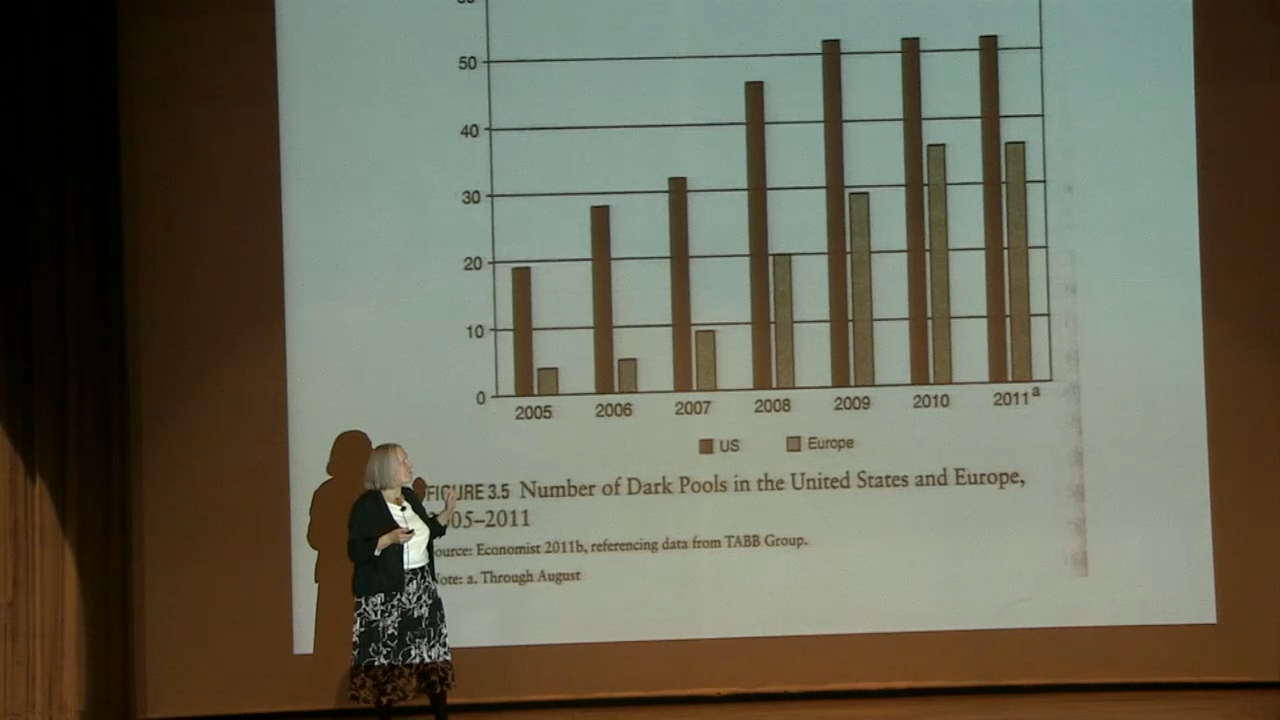 50
40
30
20
10
0
2005 2006 2007 2008 2009 2010 2011 a
US Europe
FIGURE 3.5 Number of Dark Pools in the United States and Europe,
05–2011
ource: Economist 2011b, referencing data from TABB Group.
ote: a. Through August